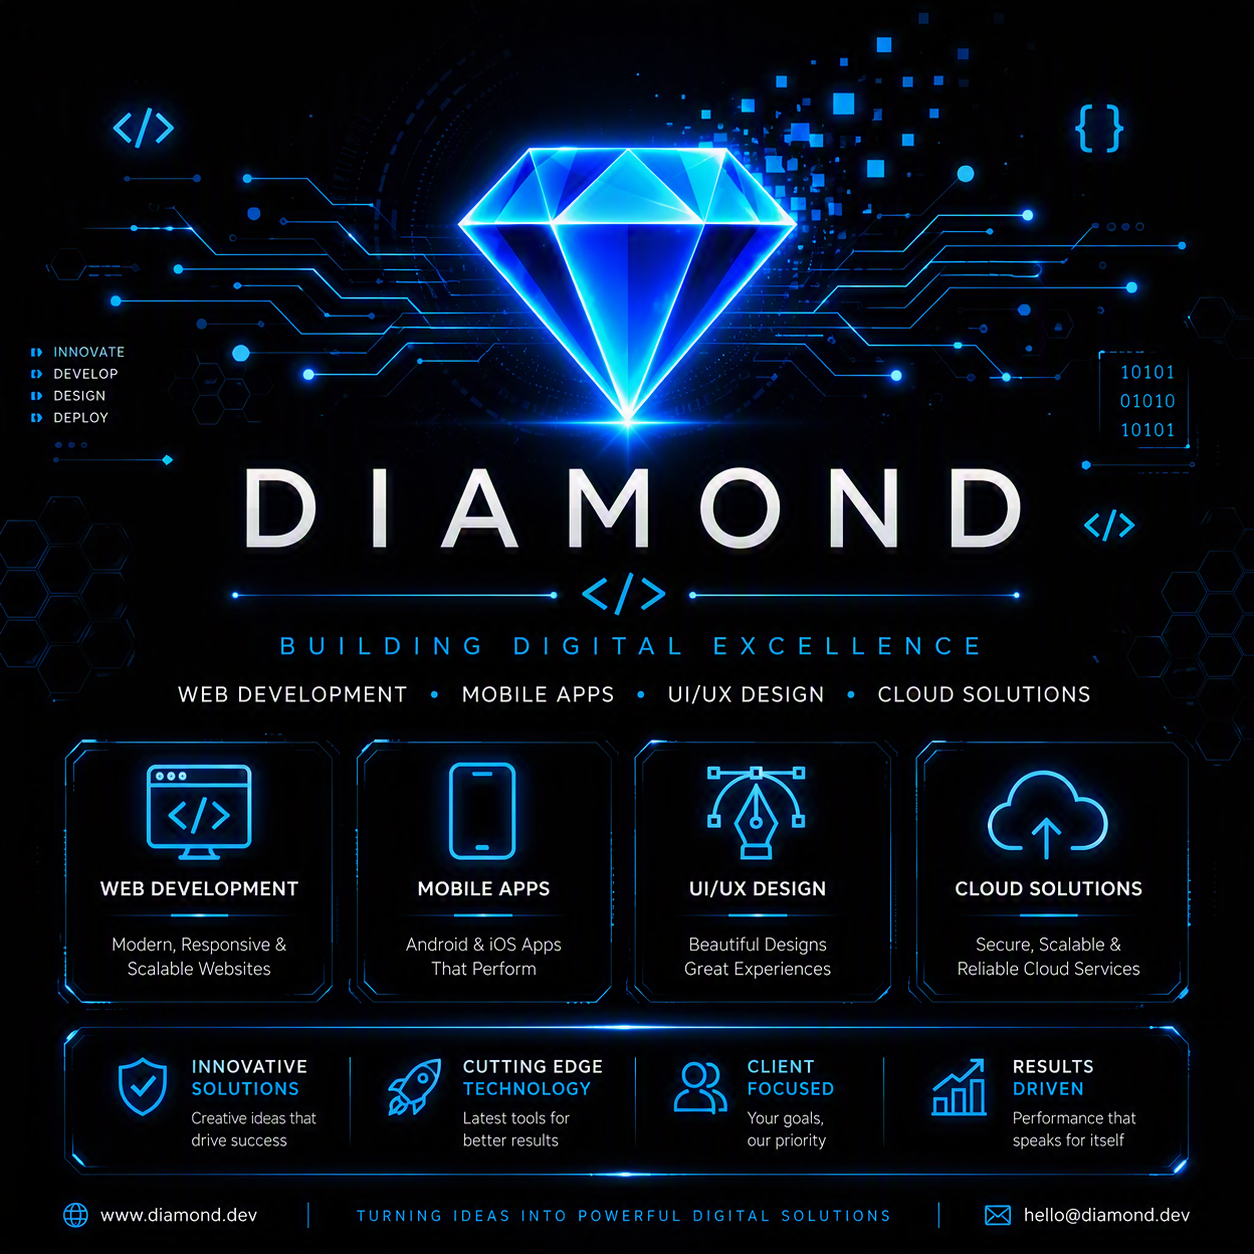 </>
{}
INNOVATE
DEVELOP
DESIGN
DEPLOY
10101
01010
10101
DIAMOND
</>
</>
BUILDING DIGITAL EXCELLENCE
WEB DEVELOPMENT • MOBILE APPS • UI/UX DESIGN • CLOUD SOLUTIONS
</>
WEB DEVELOPMENT
Modern, Responsive &
Scalable Websites
MOBILE APPS
Android & iOS Apps
That Perform
UI/UX DESIGN
Beautiful Designs
Great Experiences
CLOUD SOLUTIONS
Secure, Scalable &
Reliable Cloud Services
INNOVATIVE
SOLUTIONS
Creative ideas that
drive success
CUTTING EDGE
TECHNOLOGY
Latest tools for
better results
CLIENT
FOCUSED
Your goals,
our priority
RESULTS
DRIVEN
Performance that
speaks for itself
www.diamond.dev
TURNING IDEAS INTO POWERFUL DIGITAL SOLUTIONS
hello@diamond.dev